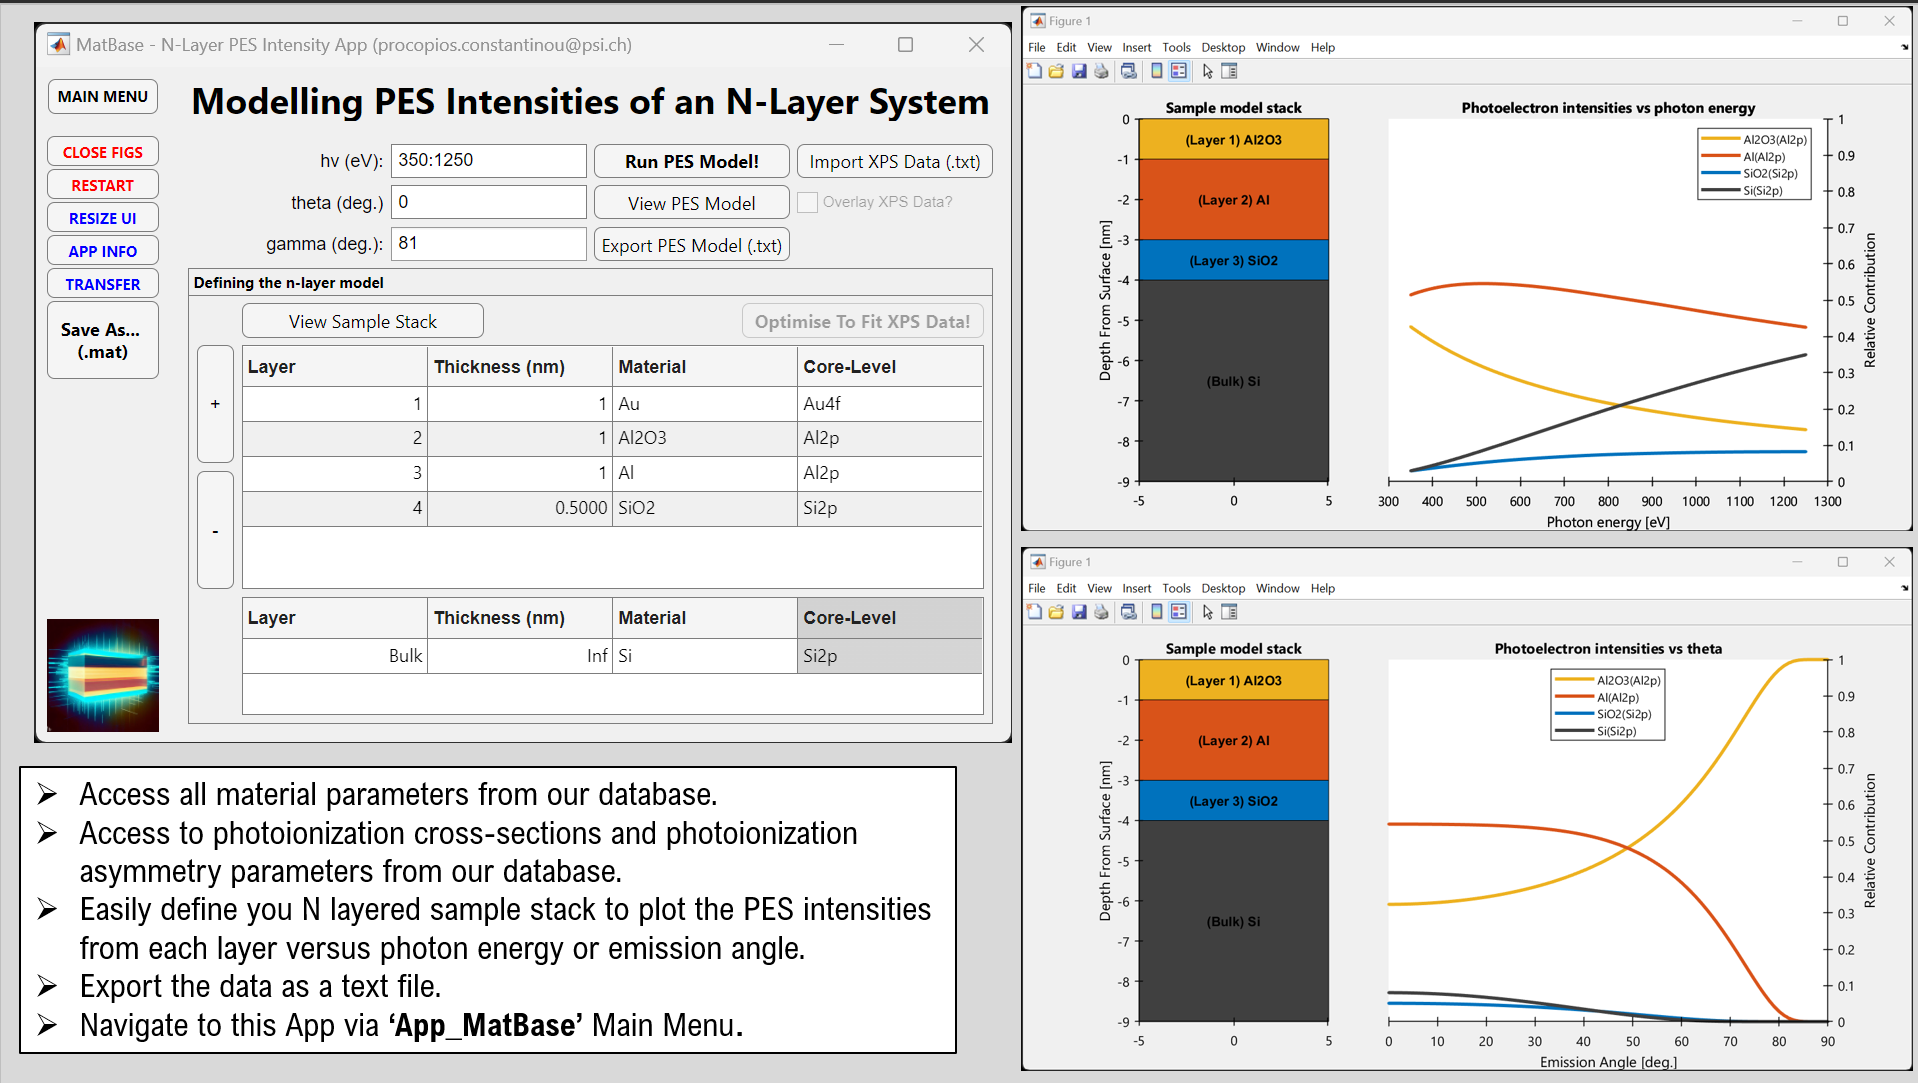 MatBase - N-Layer PES Intensity App (procopios.constantinou@psi.ch)
MAIN MENU
CLOSE FIGS
RESTART
RESIZE UI
APP INFO
TRANSFER
Save As...
(.mat)
Modelling PES Intensities of an N-Layer System
hv (eV): 350:1250 Run PES Model! Import XPS Data (.txt)
theta (deg.) 0 View PES Model Overlay XPS Data?
gamma (deg.): 81 Export PES Model (.txt)
Defining the n-layer model
View Sample Stack Optimise To Fit XPS Data!
+
-
Layer Thickness (nm) Material Core-Level
1 1 Au Au4f
2 1 Al2O3 Al2p
3 1 Al Al2p
4 0.5000 SiO2 Si2p
Layer Thickness (nm) Material Core-Level
Bulk Inf Si Si2p
➢ Access all material parameters from our database.
➢ Access to photoionization cross-sections and photoionization
asymmetry parameters from our database.
➢ Easily define you N layered sample stack to plot the PES intensities
from each layer versus photon energy or emission angle.
➢ Export the data as a text file.
➢ Navigate to this App via ‘App_MatBase’ Main Menu.
Figure 1
File Edit View Insert Tools Desktop Window Help
Sample model stack
0
-1
-2
-3
-4
-5
-6
-7
-8
-9
Depth From Surface [nm]
(Layer 1) Al2O3
(Layer 2) Al
(Layer 3) SiO2
(Bulk) Si
-5 0 5
Photoelectron intensities vs photon energy
Al2O3(Al2p)
Al(Al2p)
SiO2(Si2p)
Si(Si2p)
1
0.9
0.8
0.7
0.6
0.5
0.4
0.3
0.2
0.1
0
Relative Contribution
300 400 500 600 700 800 900 1000 1100 1200 1300
Photon energy [eV]
Figure 1
File Edit View Insert Tools Desktop Window Help
Sample model stack
0
-1
-2
-3
-4
-5
-6
-7
-8
-9
Depth From Surface [nm]
(Layer 1) Al2O3
(Layer 2) Al
(Layer 3) SiO2
(Bulk) Si
-5 0 5
Photoelectron intensities vs theta
Al2O3(Al2p)
Al(Al2p)
SiO2(Si2p)
Si(Si2p)
1
0.9
0.8
0.7
0.6
0.5
0.4
0.3
0.2
0.1
0
Relative Contribution
0 10 20 30 40 50 60 70 80 90
Emission Angle [deg.]